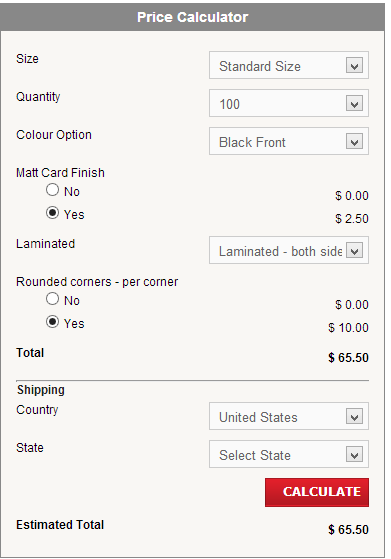 Price Calculator
Size Standard Size
Quantity 100
Colour Option Black Front
Matt Card Finish
No $ 0.00
Yes $ 2.50
Laminated Laminated - both side
Rounded corners - per corner
No $ 0.00
Yes $ 10.00
Total $ 65.50
Shipping
Country United States
State Select State
CALCULATE
Estimated Total $ 65.50